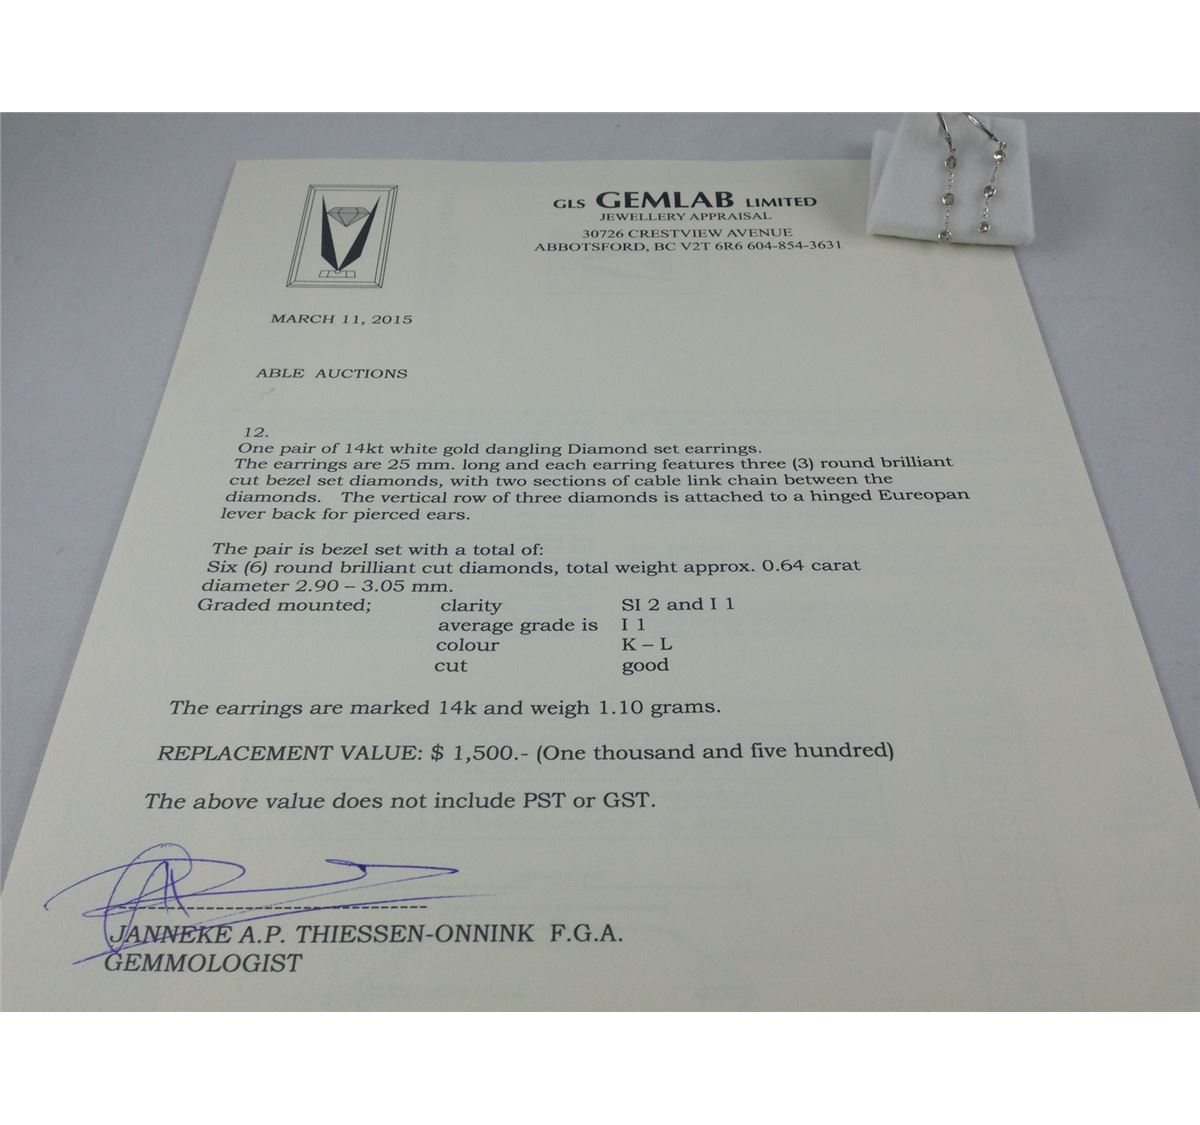 GLS GEMLAB LIMITED
JEWELLERY APPRAISAL
30726 CRESTVIEW AVENUE
ABBOTSFORD, BC V2T 6R6 604-854-3631
MARCH 11, 2015
ABLE AUCTIONS
12.
One pair of 14kt white gold dangling Diamond set earrings.
The earrings are 25 mm. long and each earring features three (3) round brilliant
cut bezel set diamonds, with two sections of cable link chain between the
diamonds. The vertical row of three diamonds is attached to a hinged Eureopan
lever back for pierced ears.
The pair is bezel set with a total of:
Six (6) round brilliant cut diamonds, total weight approx. 0.64 carat
diameter 2.90 – 3.05 mm.
Graded mounted; clarity SI 2 and I 1
average grade is I 1
colour K – L
cut good
The earrings are marked 14k and weigh 1.10 grams.
REPLACEMENT VALUE: $ 1,500.- (One thousand and five hundred)
The above value does not include PST or GST.
JANNEKE A.P. THIESSEN-ONNINK F.G.A.
GEMMOLOGIST